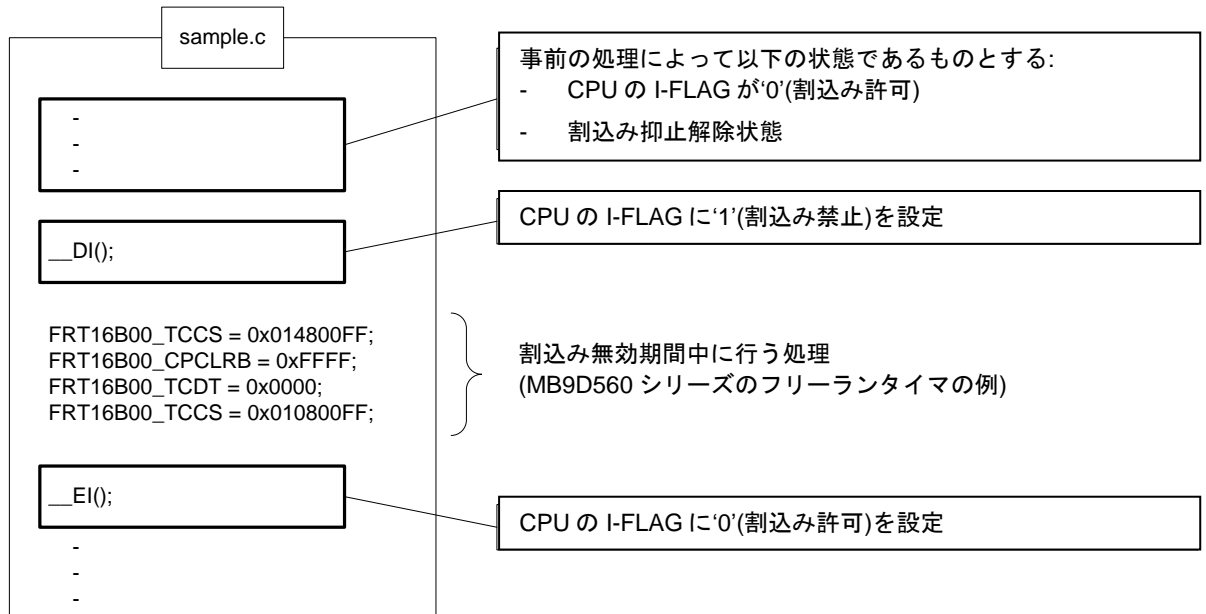 sample.c
-
-
-
事前の処理によって以下の状態であるものとする:
- CPU の I-FLAG が‘0’(割込み許可)
- 割込み抑止解除状態
__DI();
CPU の I-FLAG に‘1’(割込み禁止)を設定
FRT16B00_TCCS = 0x014800FF;
FRT16B00_CPCLRB = 0xFFFF;
FRT16B00_TCDT = 0x0000;
FRT16B00_TCCS = 0x010800FF;
割込み無効期間中に行う処理
(MB9D560 シリーズのフリーランタイマの例)
__EI();
CPU の I-FLAG に‘0’(割込み許可)を設定
-
-
-